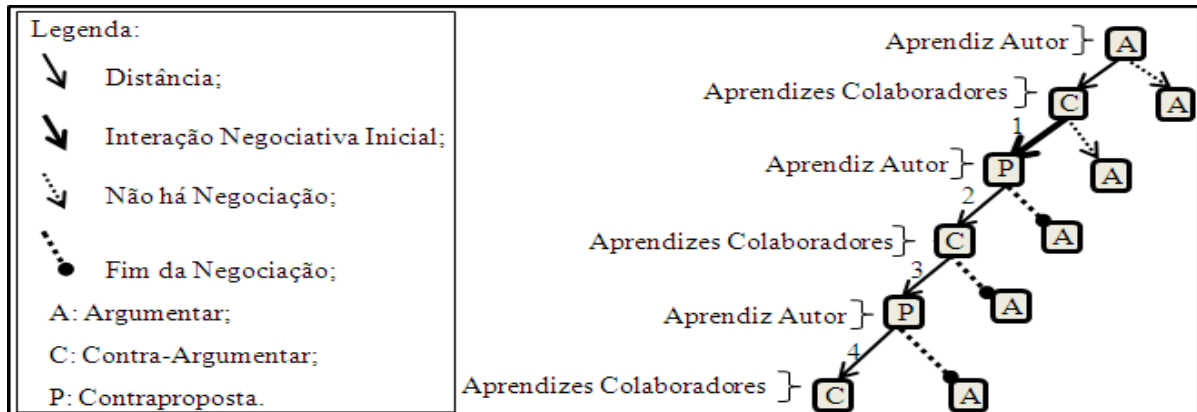 Legenda:
Distância;
Interação Negociativa Inicial;
Não há Negociação;
Fim da Negociação;
A: Argumentar;
C: Contra-Argumentar;
P: Contraproposta.
Aprendiz Autor A
Aprendizes Colaboradores C A
1
Aprendiz Autor P A
2
Aprendizes Colaboradores C A
3
Aprendiz Autor P A
4
Aprendizes Colaboradores C A